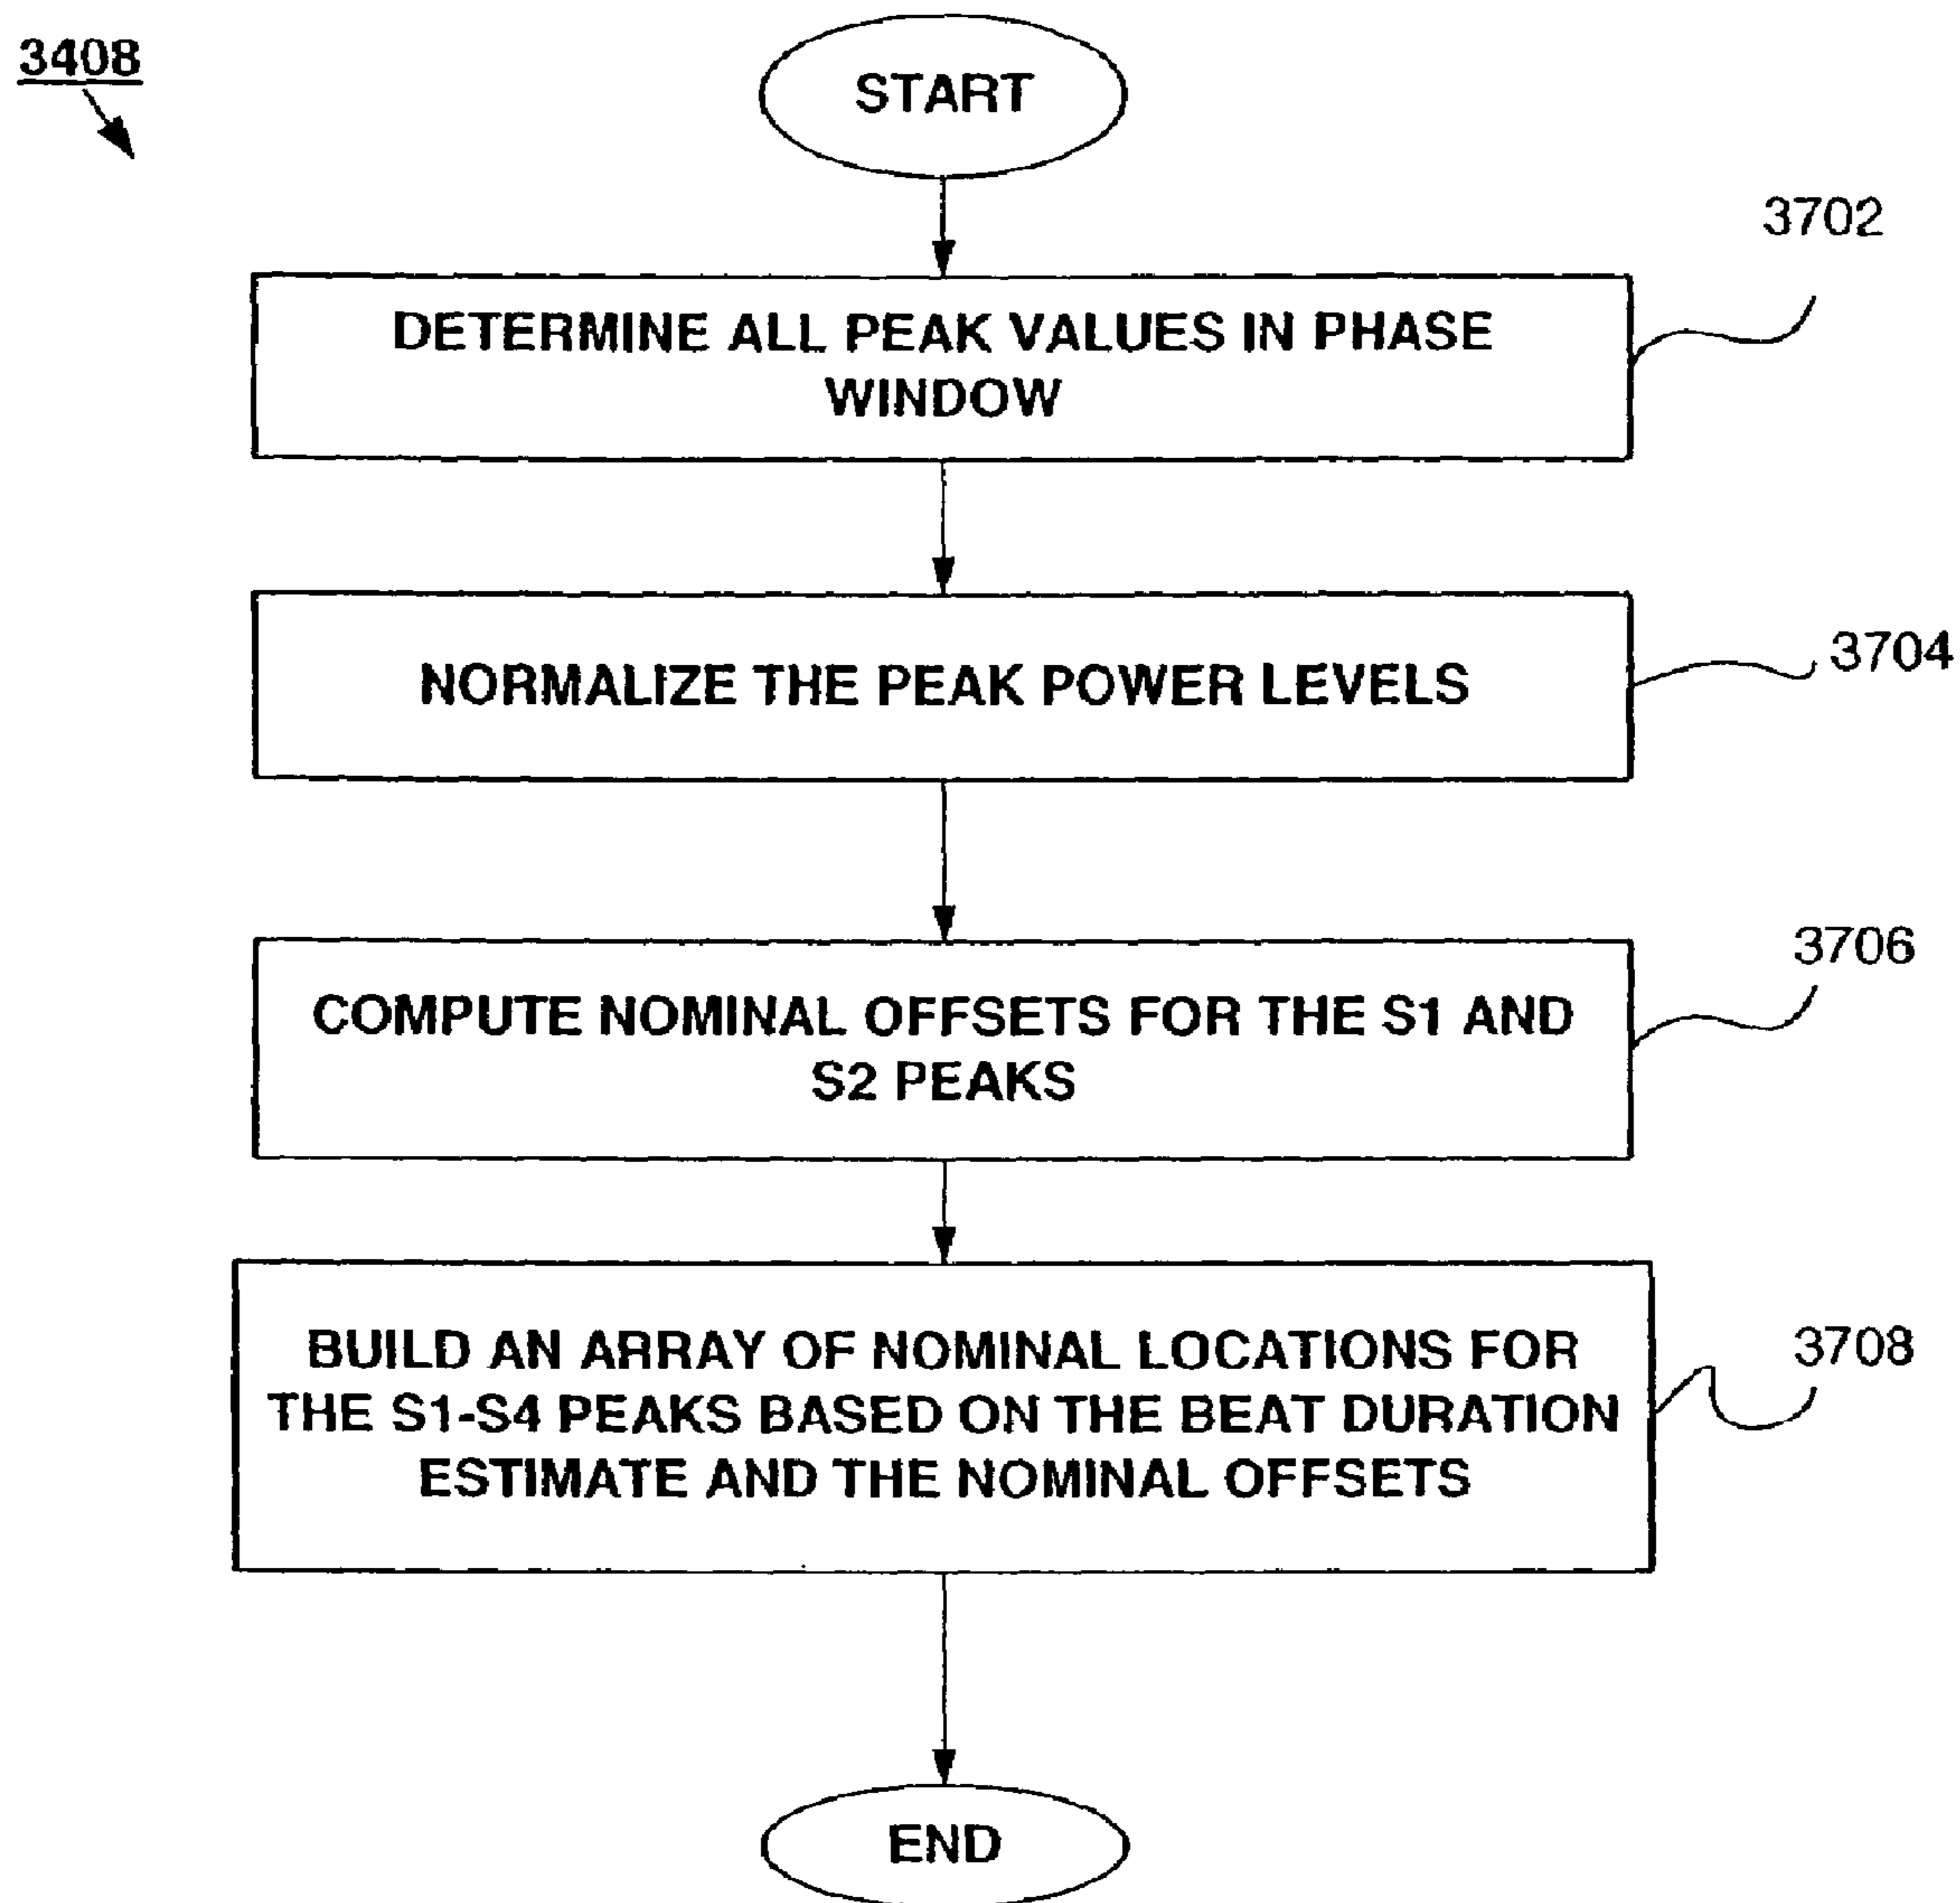 3408
START
3702
DETERMINE ALL PEAK VALUES IN PHASE
WINDOW
NORMALIZE THE PEAK POWER LEVELS
3704
3706
COMPUTE NOMINAL OFFSETS FOR THE S1 AND
S2 PEAKS
BUILD AN ARRAY OF NOMINAL LOCATIONS FOR
THE S1-S4 PEAKS BASED ON THE BEAT DURATION
ESTIMATE AND THE NOMINAL OFFSETS
3708
END